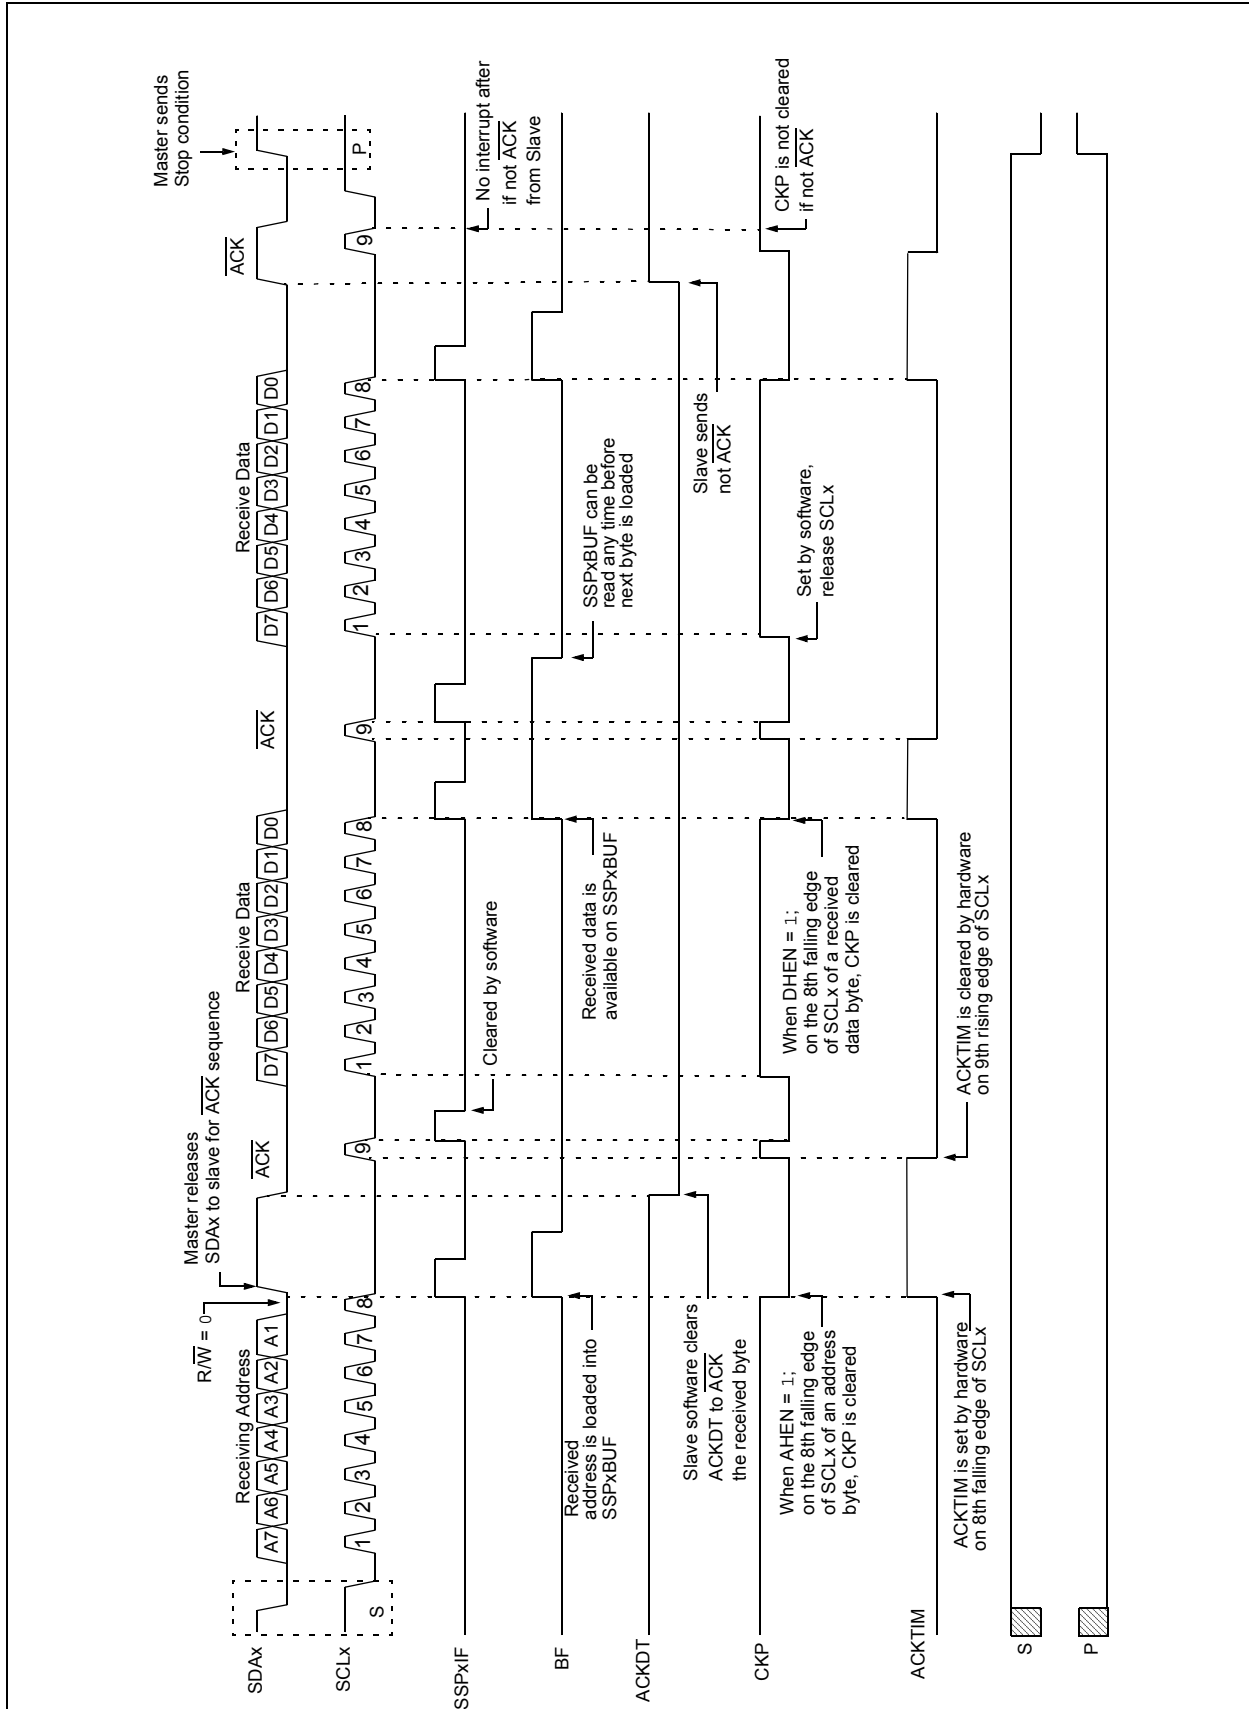 Master sends
Stop condition
Master releases
SDAx to slave for ACK sequence
R/W = 0
Receiving Address
ACK
Receive Data
ACK
Receive Data
ACK
SDAx
A7 A6 A5 A4 A3 A2 A1
D7 D6 D5 D4 D3 D2 D1 D0
D7 D6 D5 D4 D3 D2 D1 D0
SCLx
S
1 2 3 4 5 6 7 8 9
1 2 3 4 5 6 7 8 9
1 2 3 4 5 6 7 8 9
P
SSPxIF
Cleared by software
No interrupt after
if not ACK
from Slave
BF
Received
address is loaded into
SSPxBUF
Received data is
available on SSPxBUF
SSPxBUF can be
read any time before
next byte is loaded
ACKDT
Slave software clears
ACKDT to ACK
the received byte
Slave sends
not ACK
CKP
When AHEN = 1;
on the 8th falling edge
of SCLx of an address
byte, CKP is cleared
When DHEN = 1;
on the 8th falling edge
of SCLx of a received
data byte, CKP is cleared
Set by software,
release SCLx
CKP is not cleared
if not ACK
ACKTIM
ACKTIM is set by hardware
on 8th falling edge of SCLx
ACKTIM is cleared by hardware
on 9th rising edge of SCLx
S
P